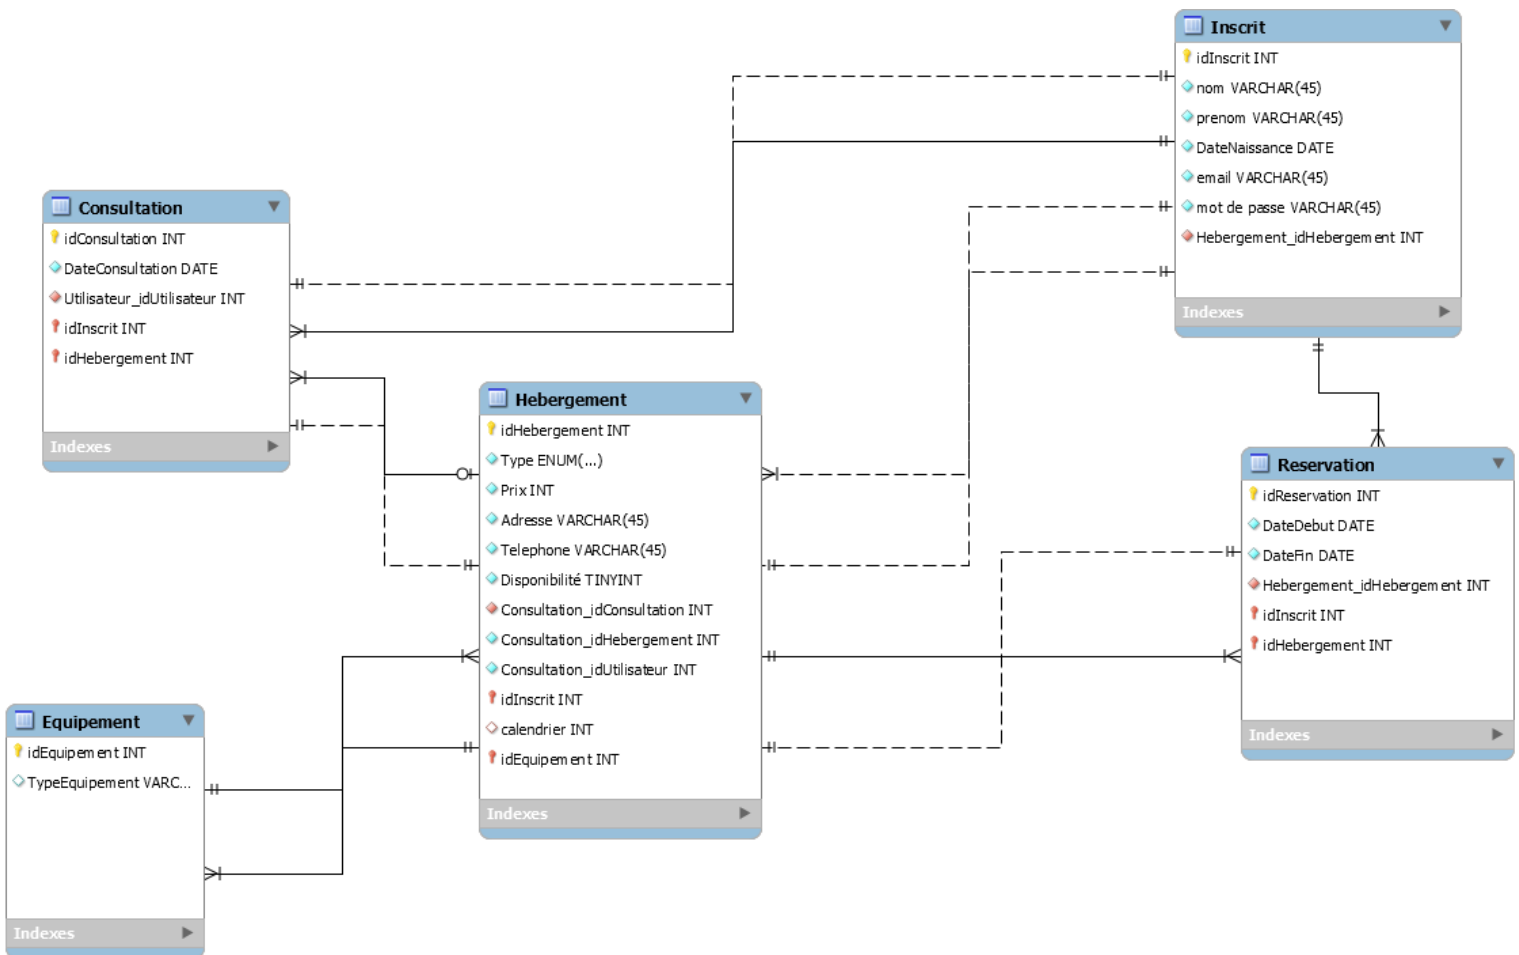 Inscrit
idInscrit INT
nom VARCHAR(45)
prenom VARCHAR(45)
DateNaissance DATE
email VARCHAR(45)
mot de passe VARCHAR(45)
Hebergement_idHebergement INT
Indexes
Consultation
idConsultation INT
DateConsultation DATE
Utilisateur_idUtilisateur INT
idInscrit INT
idHebergement INT
Indexes
Hebergement
idHebergement INT
Type ENUM(...)
Prix INT
Adresse VARCHAR(45)
Telephone VARCHAR(45)
Disponibilité TINYINT
Consultation_idConsultation INT
Consultation_idHebergement INT
Consultation_idUtilisateur INT
idInscrit INT
calendrier INT
idEquipement INT
Indexes
Reservation
idReservation INT
DateDebut DATE
DateFin DATE
Hebergement_idHebergement INT
idInscrit INT
idHebergement INT
Indexes
Equipement
idEquipement INT
TypeEquipement VARC...
Indexes